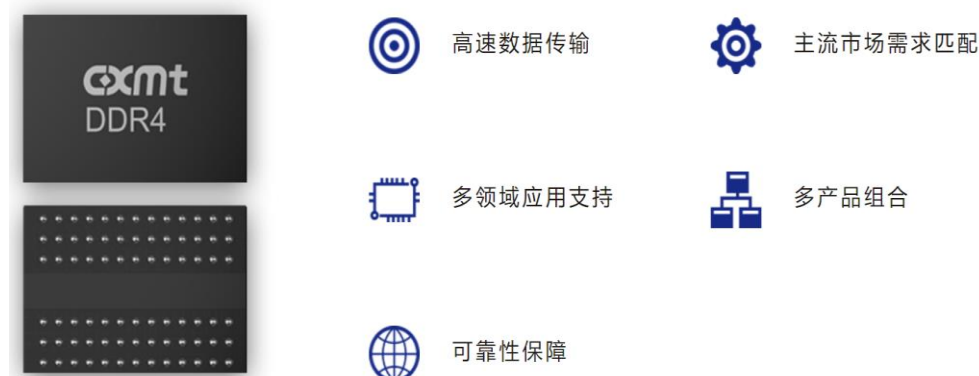 cxmt
DDR4
高速数据传输
主流市场需求匹配
多领域应用支持
多产品组合
可靠性保障